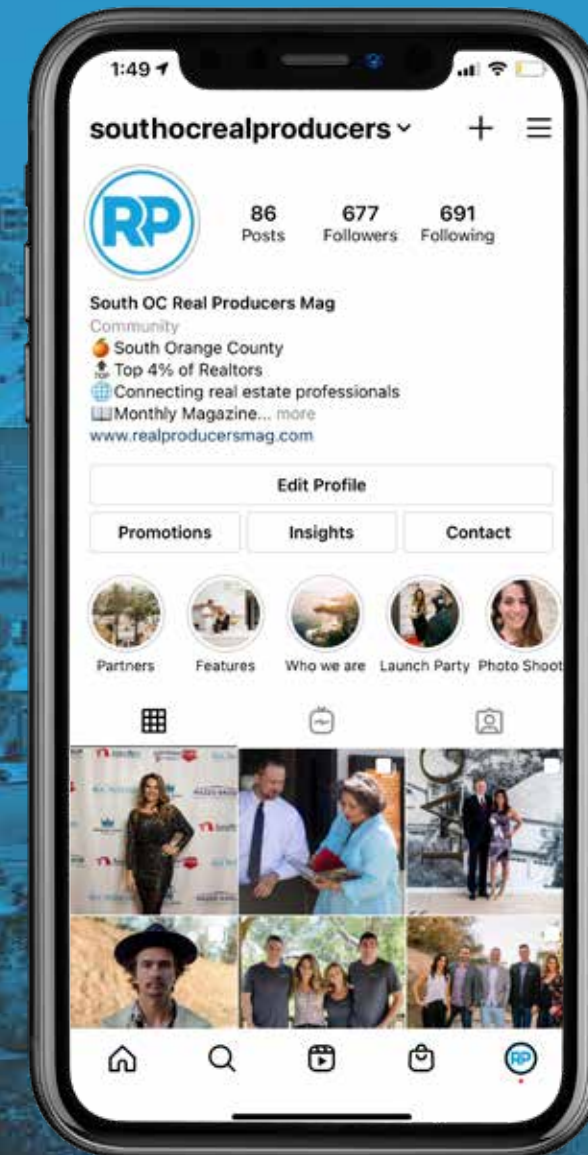 1:49
southocrealproducers
RP
86 677 691
Posts Followers Following
South OC Real Producers Mag
Community
South Orange County
TOP Top 4% of Realtors
Connecting real estate professionals
Monthly Magazine... more
www.realproducersmag.com
Edit Profile
Promotions Insights Contact
Partners Features Who we are Launch Party Photo Shoot
RP